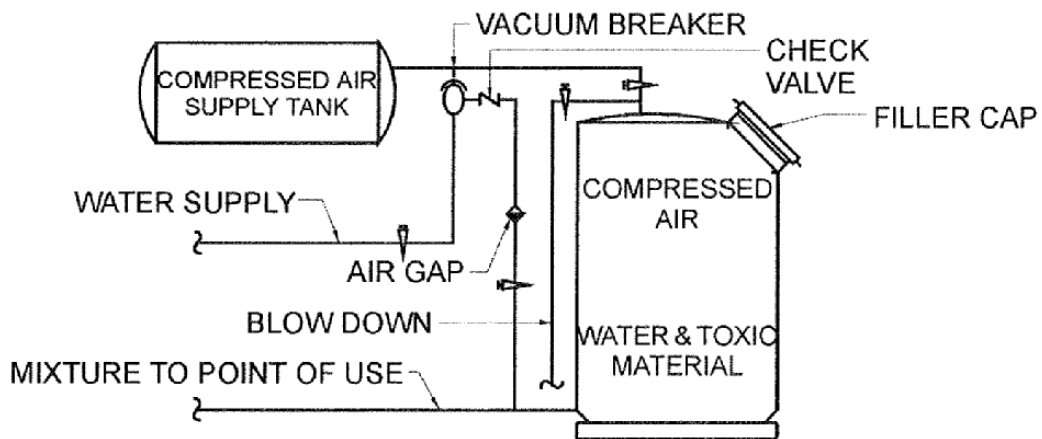 VACUUM BREAKER
COMPRESSED AIR
SUPPLY TANK
CHECK
VALVE
FILLER CAP
COMPRESSED
AIR
WATER SUPPLY
AIR GAP
BLOW DOWN
WATER & TOXIC
MATERIAL
MIXTURE TO POINT OF USE